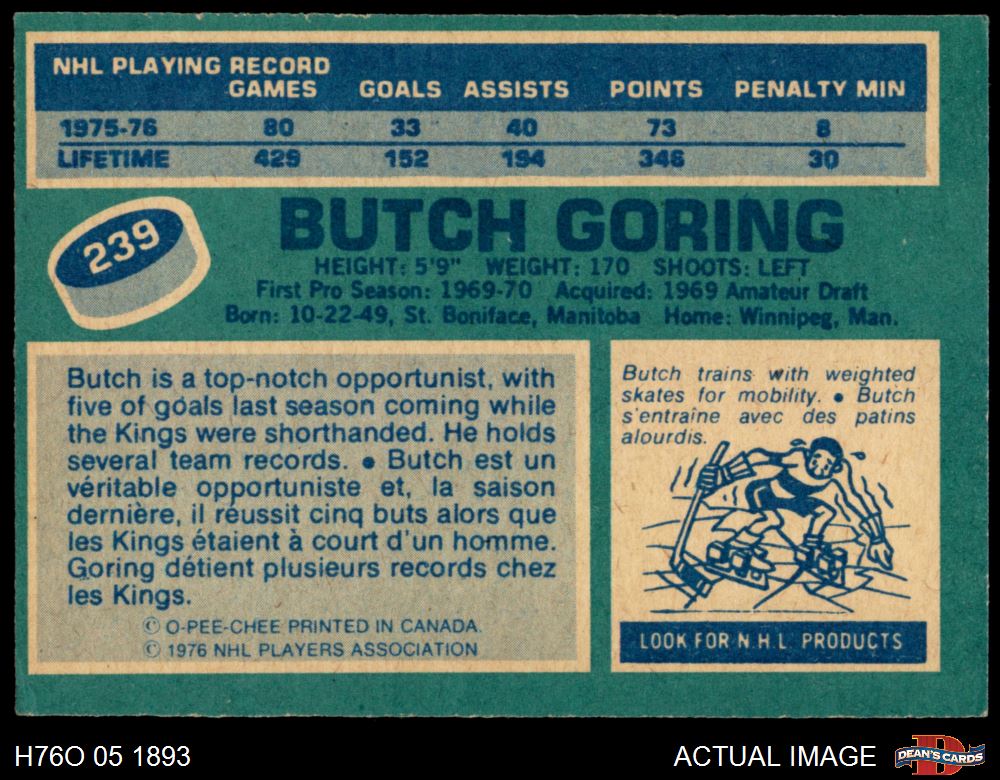 NHL PLAYING RECORD
GAMES GOALS ASSISTS POINTS PENALTY MIN
1975-76 80 33 40 73 8
LIFETIME 429 152 194 346 30
239
BUTCH GORING
HEIGHT: 5'9" WEIGHT: 170 SHOOTS: LEFT
First Pro Season: 1969-70 Acquired: 1969 Amateur Draft
Born: 10-22-49, St. Boniface, Manitoba Home: Winnipeg, Man.
Butch is a top-notch opportunist, with
five of goals last season coming while
the Kings were shorthanded. He holds
several team records. • Butch est un
véritable opportuniste et, la saison
dernière, il réussit cinq buts alors que
les Kings étaient à court d'un homme.
Goring détient plusieurs records chez
les Kings.
© O-PEE-CHEE PRINTED IN CANADA.
© 1976 NHL PLAYERS ASSOCIATION
Butch trains with weighted
skates for mobility. • Butch
s'entraîne avec des patins
alourdis.
LOOK FOR N.H.L PRODUCTS
H76O 05 1893
ACTUAL IMAGE
DEAN'S CARDS